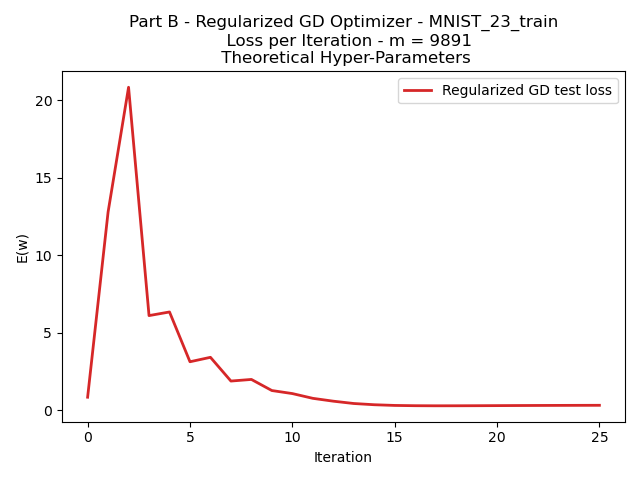 Part B - Regularized GD Optimizer - MNIST_23_train
Loss per Iteration - m = 9891
Theoretical Hyper-Parameters
Regularized GD test loss
E(w)
20
15
10
5
0
0 5 10 15 20 25
Iteration